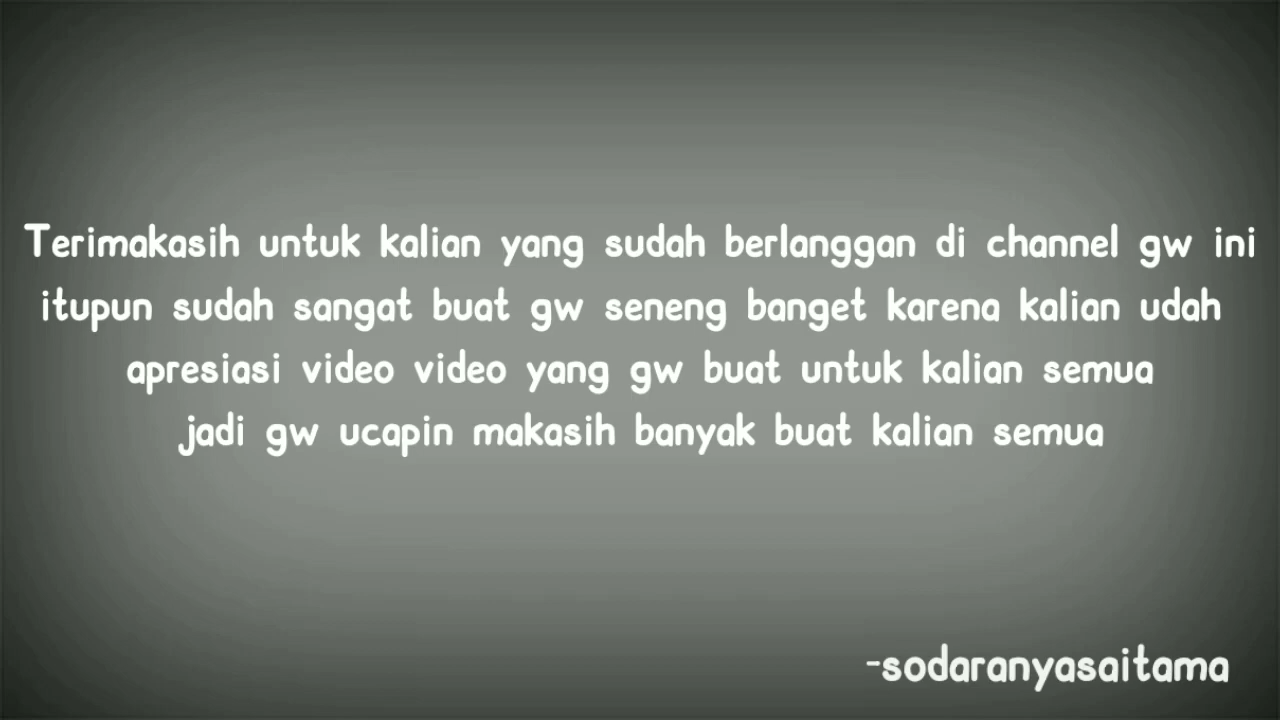 Terimakasih untuk kalian yang sudah berlanggan di channel gw ini
itupun sudah sangat buat gw seneng banget karena kalian udah
apresiasi video video yang gw buat untuk kalian semua
jadi gw ucapin makasih banyak buat kalian semua
-sodaranyasaitama